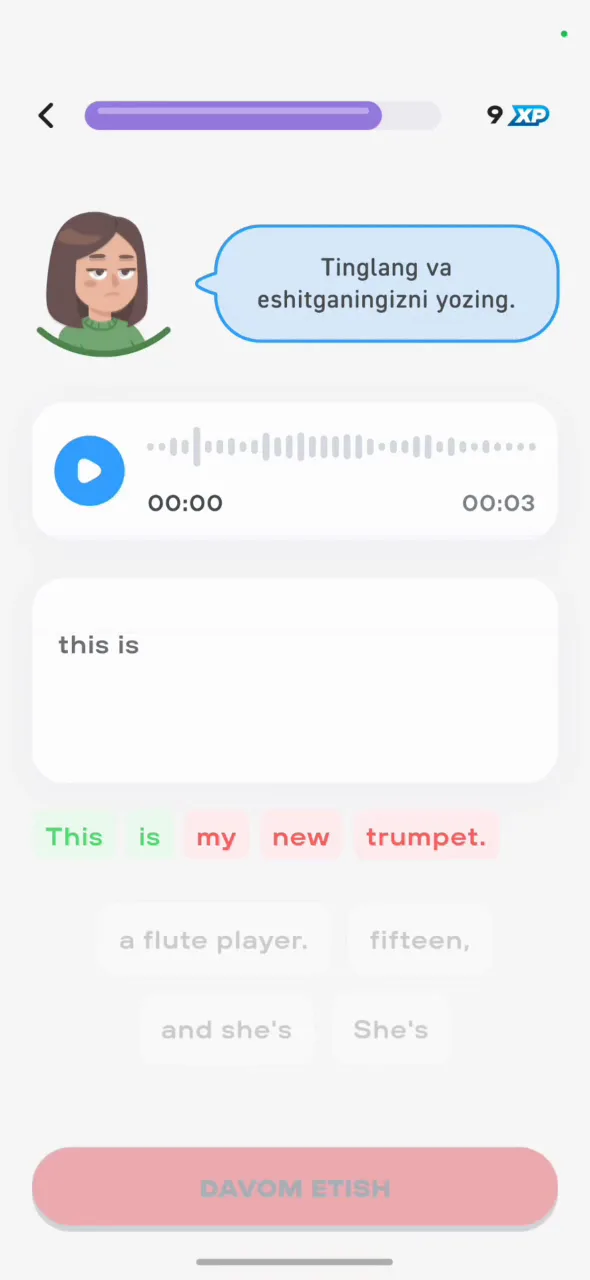 9 XP
Tinglang va
eshitganingizni yozing.
00:00 00:03
this is
This is my new trumpet.
a flute player. fifteen,
and she's She's
DAVOM ETISH